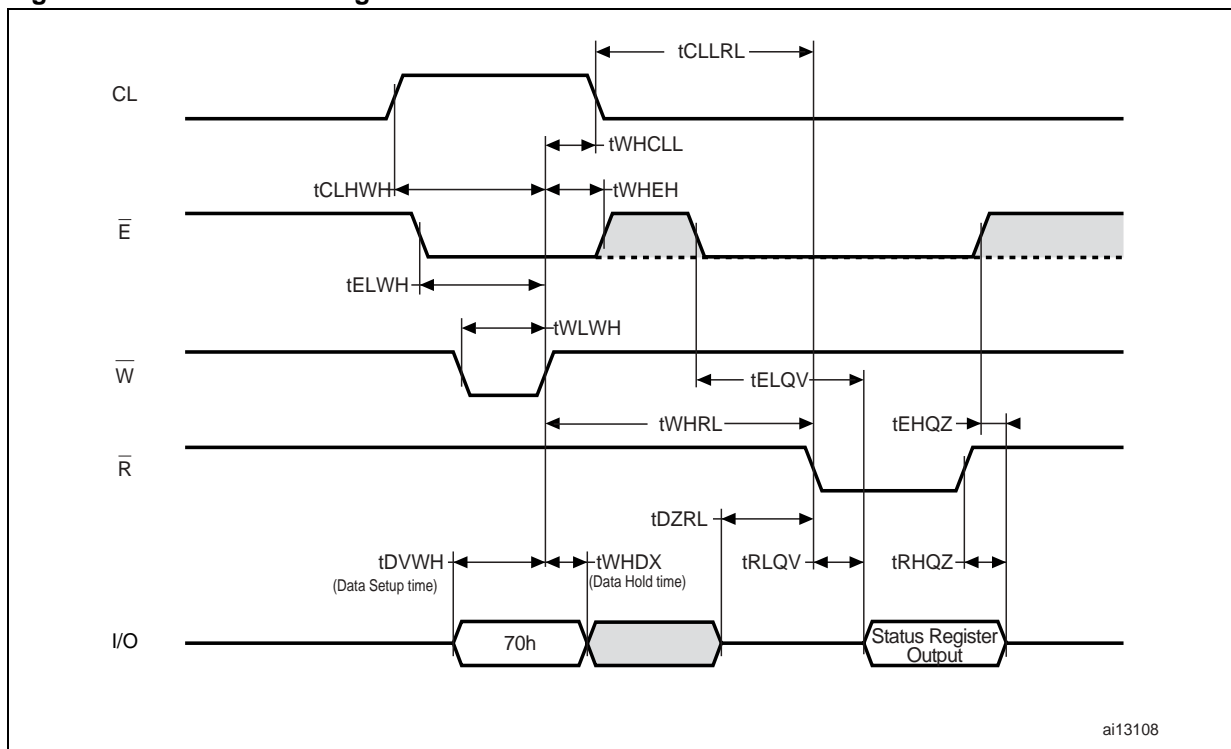 tCLLRL
CL
tWHCLL
tCLHWH
tWHEH
E
tELWH
tWLWH
W
tELQV
tWHRL
tEHQZ
R
tDZRL
tDVWH
tWHDX
tRLQV
tRHQZ
(Data Setup time)
(Data Hold time)
I/O
70h
Status Register
Output
ai13108